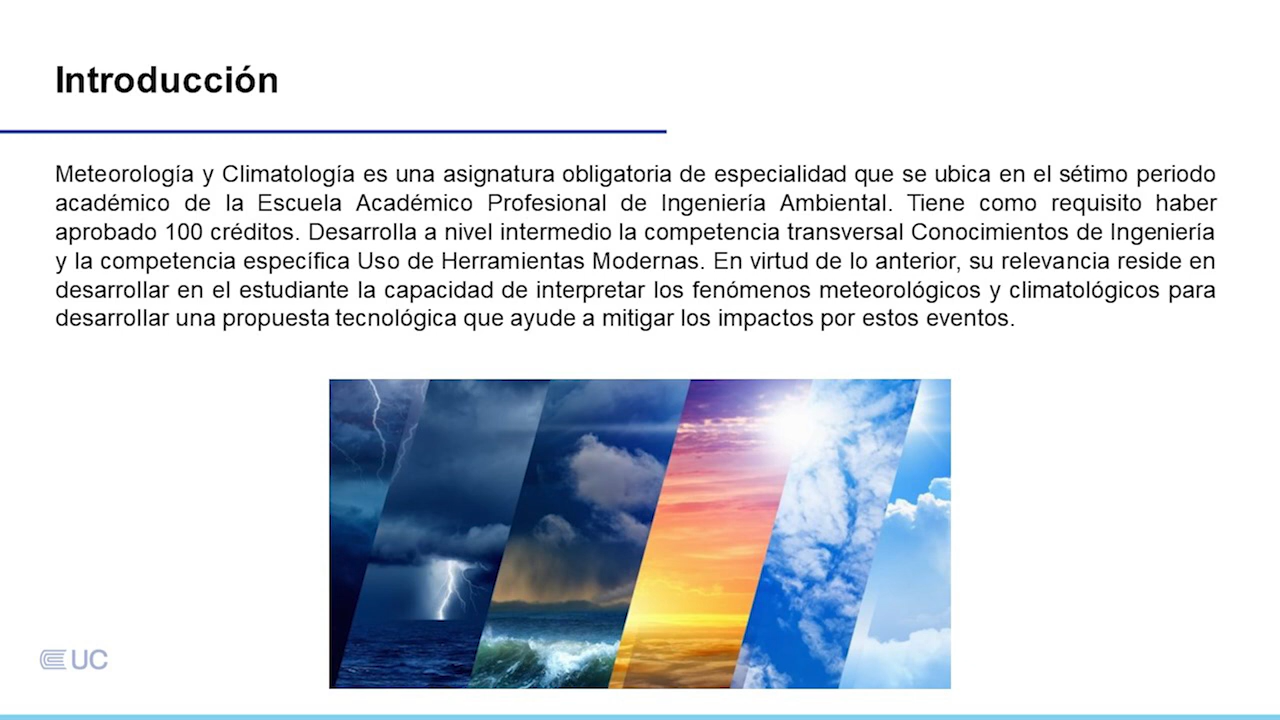 Introducción
Meteorología y Climatología es una asignatura obligatoria de especialidad que se ubica en el sétimo periodo
académico de la Escuela Académico Profesional de Ingeniería Ambiental. Tiene como requisito haber
aprobado 100 créditos. Desarrolla a nivel intermedio la competencia transversal Conocimientos de Ingeniería
y la competencia específica Uso de Herramientas Modernas. En virtud de lo anterior, su relevancia reside en
desarrollar en el estudiante la capacidad de interpretar los fenómenos meteorológicos y climatológicos para
desarrollar una propuesta tecnológica que ayude a mitigar los impactos por estos eventos.
UC